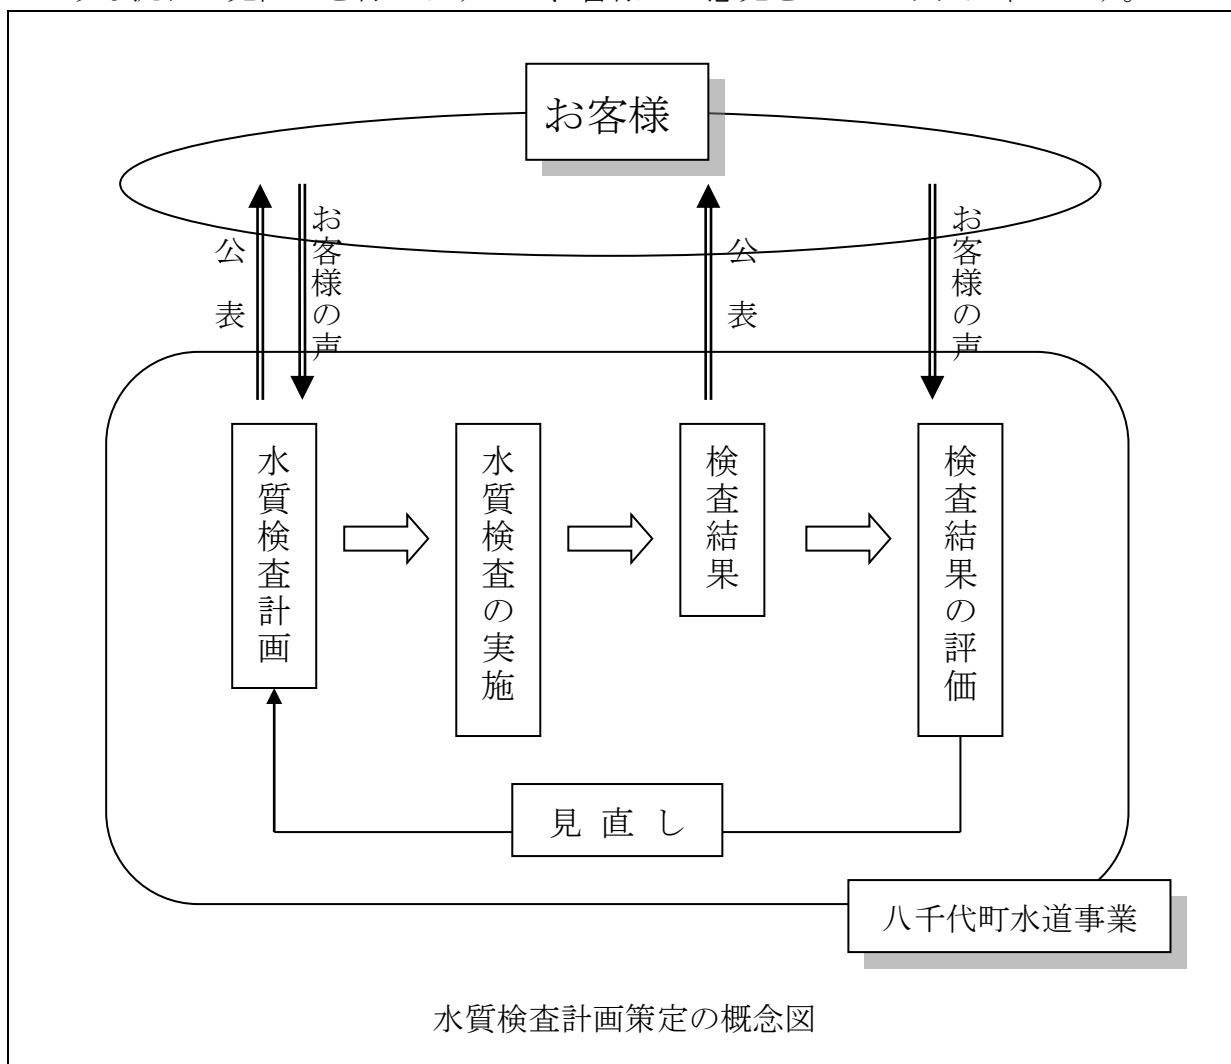 お客様
公表
お客様の声
公表
お客様の声
水質検査計画
水質検査の実施
検査結果
検査結果の評価
見直し
八千代町水道事業
水質検査計画策定の概念図